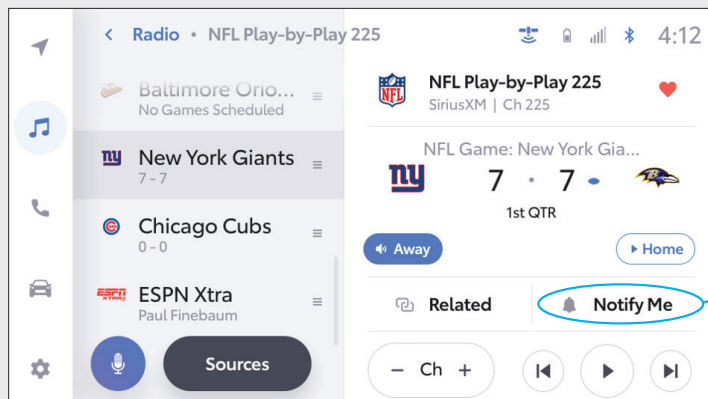 Radio • NFL Play-by-Play 225
4:12
Baltimore Orio...
No Games Scheduled
New York Giants
7 - 7
Chicago Cubs
0 - 0
ESPN Xtra
Paul Finebaum
Sources
NFL
NFL Play-by-Play 225
SiriusXM | Ch 225
NFL Game: New York Gia...
ny 7 • 7
1st QTR
Away
Home
Related
Notify Me
− Ch +